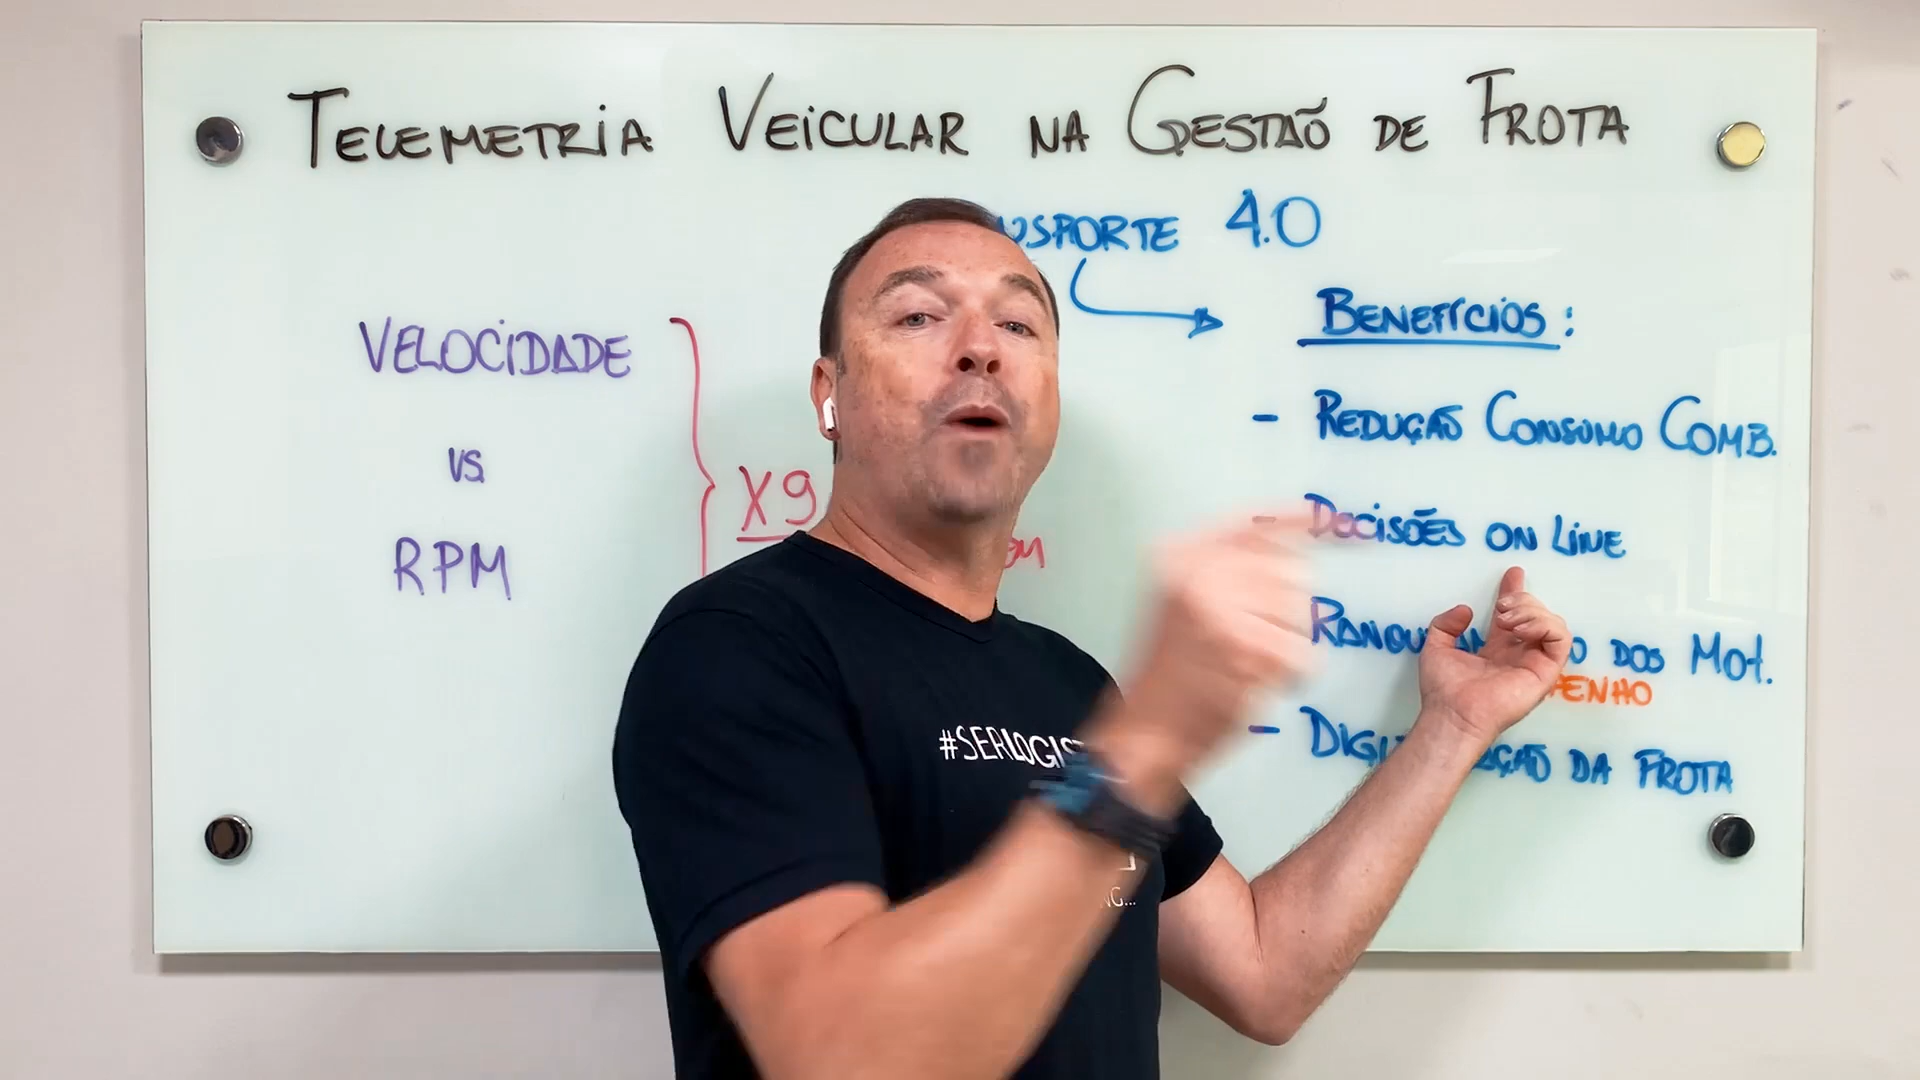 TELEMETRIA VEICULAR NA GESTÃO DE FROTA
4.0
VELOCIDADE
vs
RPM
X9
BENEFÍCIOS:
- REDUÇÃO CONSUMO COMB.
- DECISÕES ON LINE
DOS MOT.
- DA FROTA